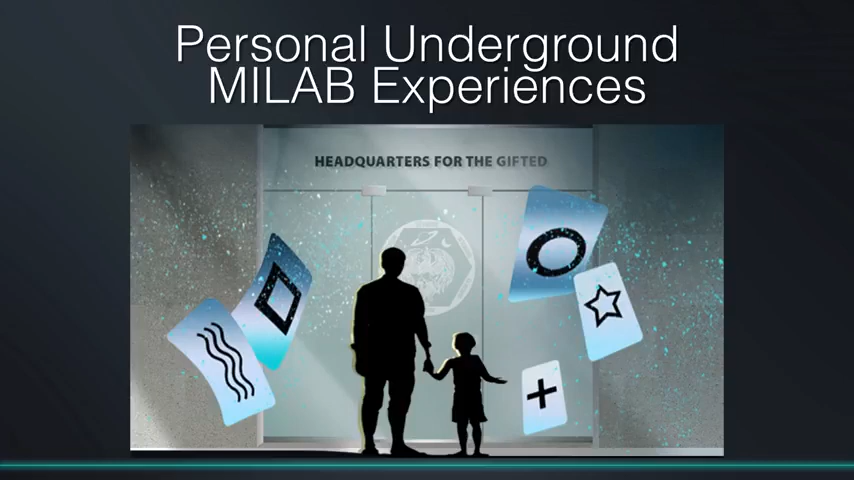 Personal Underground
MILAB Experiences
HEADQUARTERS FOR THE GIFTED